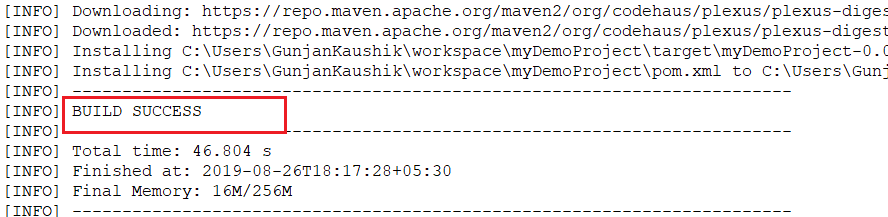 [INFO] Downloading: https://repo.maven.apache.org/maven2/org/codehaus/plexus/plexus-diges
[INFO] Downloaded: https://repo.maven.apache.org/maven2/org/codehaus/plexus/plexus-digest
[INFO] Installing C:\Users\GunjanKaushik\workspace\myDemoProject\target\myDemoProject-0.0
[INFO] Installing C:\Users\GunjanKaushik\workspace\myDemoProject\pom.xml to C:\Users\Gunj
[INFO] ------------------------------------------------------------------------
[INFO] BUILD SUCCESS
[INFO] ------------------------------------------------------------------------
[INFO] Total time: 46.804 s
[INFO] Finished at: 2019-08-26T18:17:28+05:30
[INFO] Final Memory: 16M/256M
[INFO] ------------------------------------------------------------------------